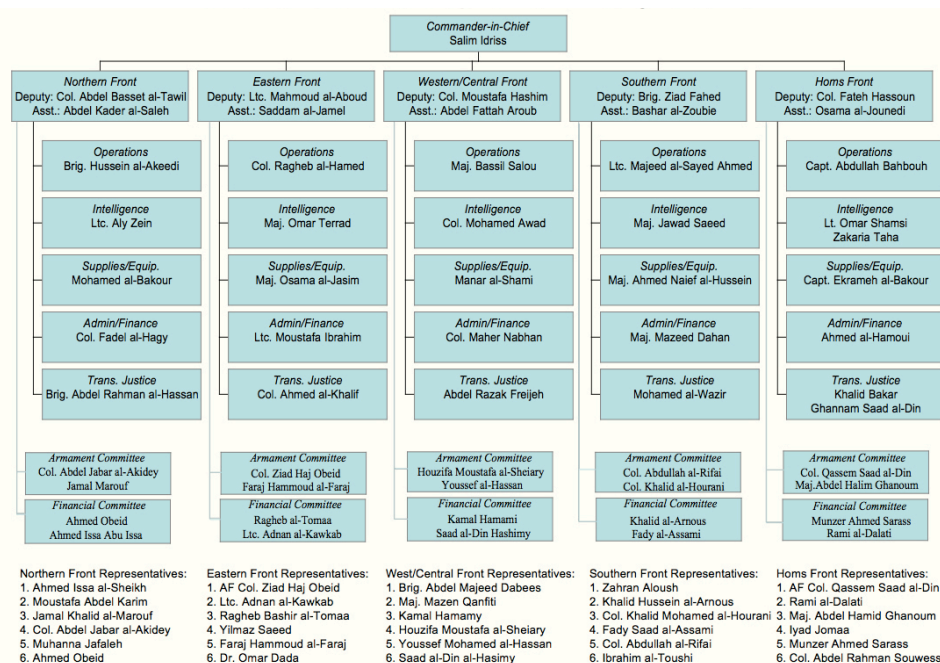 Commander-in-Chief
Salim Idriss
Northern Front
Deputy: Col. Abdel Basset al-Tawil
Asst.: Abdel Kader al-Saleh
Operations
Brig. Hussein al-Akeedi
Intelligence
Ltc. Aly Zein
Supplies/Equip.
Mohamed al-Bakour
Admin/Finance
Col. Fadel al-Hagy
Trans. Justice
Brig. Abdel Rahman al-Hassan
Armament Committee
Col. Abdel Jabar al-Akidey
Jamal Marouf
Financial Committee
Ahmed Obeid
Ahmed Issa Abu Issa
Eastern Front
Deputy: Ltc. Mahmoud al-Aboud
Asst.: Saddam al-Jamel
Operations
Col. Ragheb al-Hamed
Intelligence
Maj. Omar Terrad
Supplies/Equip.
Maj. Osama al-Jasim
Admin/Finance
Ltc. Moustafa Ibrahim
Trans. Justice
Col. Ahmed al-Khalif
Armament Committee
Col. Ziad Haj Obeid
Faraj Hammoud al-Faraj
Financial Committee
Ragheb al-Tomaa
Ltc. Adnan al-Kawkab
Western/Central Front
Deputy: Col. Moustafa Hashim
Asst.: Abdel Fattah Aroub
Operations
Maj. Bassil Salou
Intelligence
Col. Mohamed Awad
Supplies/Equip.
Manar al-Shami
Admin/Finance
Col. Maher Nabhan
Trans. Justice
Abdel Razak Freijeh
Armament Committee
Houzifa Moustafa al-Sheiary
Youssef al-Hassan
Financial Committee
Kamal Hamami
Saad al-Din Hashimy
Southern Front
Deputy: Brig. Ziad Fahed
Asst.: Bashar al-Zoubie
Operations
Ltc. Majeed al-Sayed Ahmed
Intelligence
Maj. Jawad Saeed
Supplies/Equip.
Maj. Ahmed Naief al-Hussein
Admin/Finance
Maj. Mazeed Dahan
Trans. Justice
Mohamed al-Wazir
Armament Committee
Col. Abdullah al-Rifai
Col. Khalid al-Hourani
Financial Committee
Khalid al-Arnous
Fady al-Assami
Homs Front
Deputy: Col. Fateh Hassoun
Asst.: Osama al-Jounedi
Operations
Capt. Abdullah Bahbouh
Intelligence
Lt. Omar Shamsi
Zakaria Taha
Supplies/Equip.
Capt. Ekrameh al-Bakour
Admin/Finance
Ahmed al-Hamoui
Trans. Justice
Khalid Bakar
Ghannam Saad al-Din
Armament Committee
Col. Qassem Saad al-Din
Maj.Abdel Halim Ghanoum
Financial Committee
Munzer Ahmed Sarass
Rami al-Dalati
Northern Front Representatives:
1. Ahmed Issa al-Sheikh
2. Moustafa Abdel Karim
3. Jamal Khalid al-Marouf
4. Col. Abdel Jabar al-Akidey
5. Muhanna Jafaleh
6. Ahmed Obeid
Eastern Front Representatives:
1. AF Col. Ziad Haj Obeid
2. Ltc. Adnan al-Kawkab
3. Ragheb Bashir al-Tomaa
4. Yilmaz Saeed
5. Faraj Hammoud al-Faraj
6. Dr. Omar Dada
West/Central Front Representatives:
1. Brig. Abdel Majeed Dabees
2. Maj. Mazen Qanfiti
3. Kamal Hamamy
4. Houzifa Moustafa al-Sheiary
5. Youssef Mohamed al-Hassan
6. Saad al-Din al-Hasimy
Southern Front Representatives:
1. Zahran Aloush
2. Khalid Hussein al-Arnous
3. Col. Khalid Mohamed al-Hourani
4. Fady Saad al-Assami
5. Col. Abdullah al-Rifai
6. Ibrahim al-Toushi
Homs Front Representatives:
1. AF Col. Qassem Saad al-Din
2. Rami al-Dalati
3. Maj. Abdel Hamid Ghanoum
4. Iyad Jomaa
5. Munzer Ahmed Sarass
6. Col. Abdel Rahman Souwess